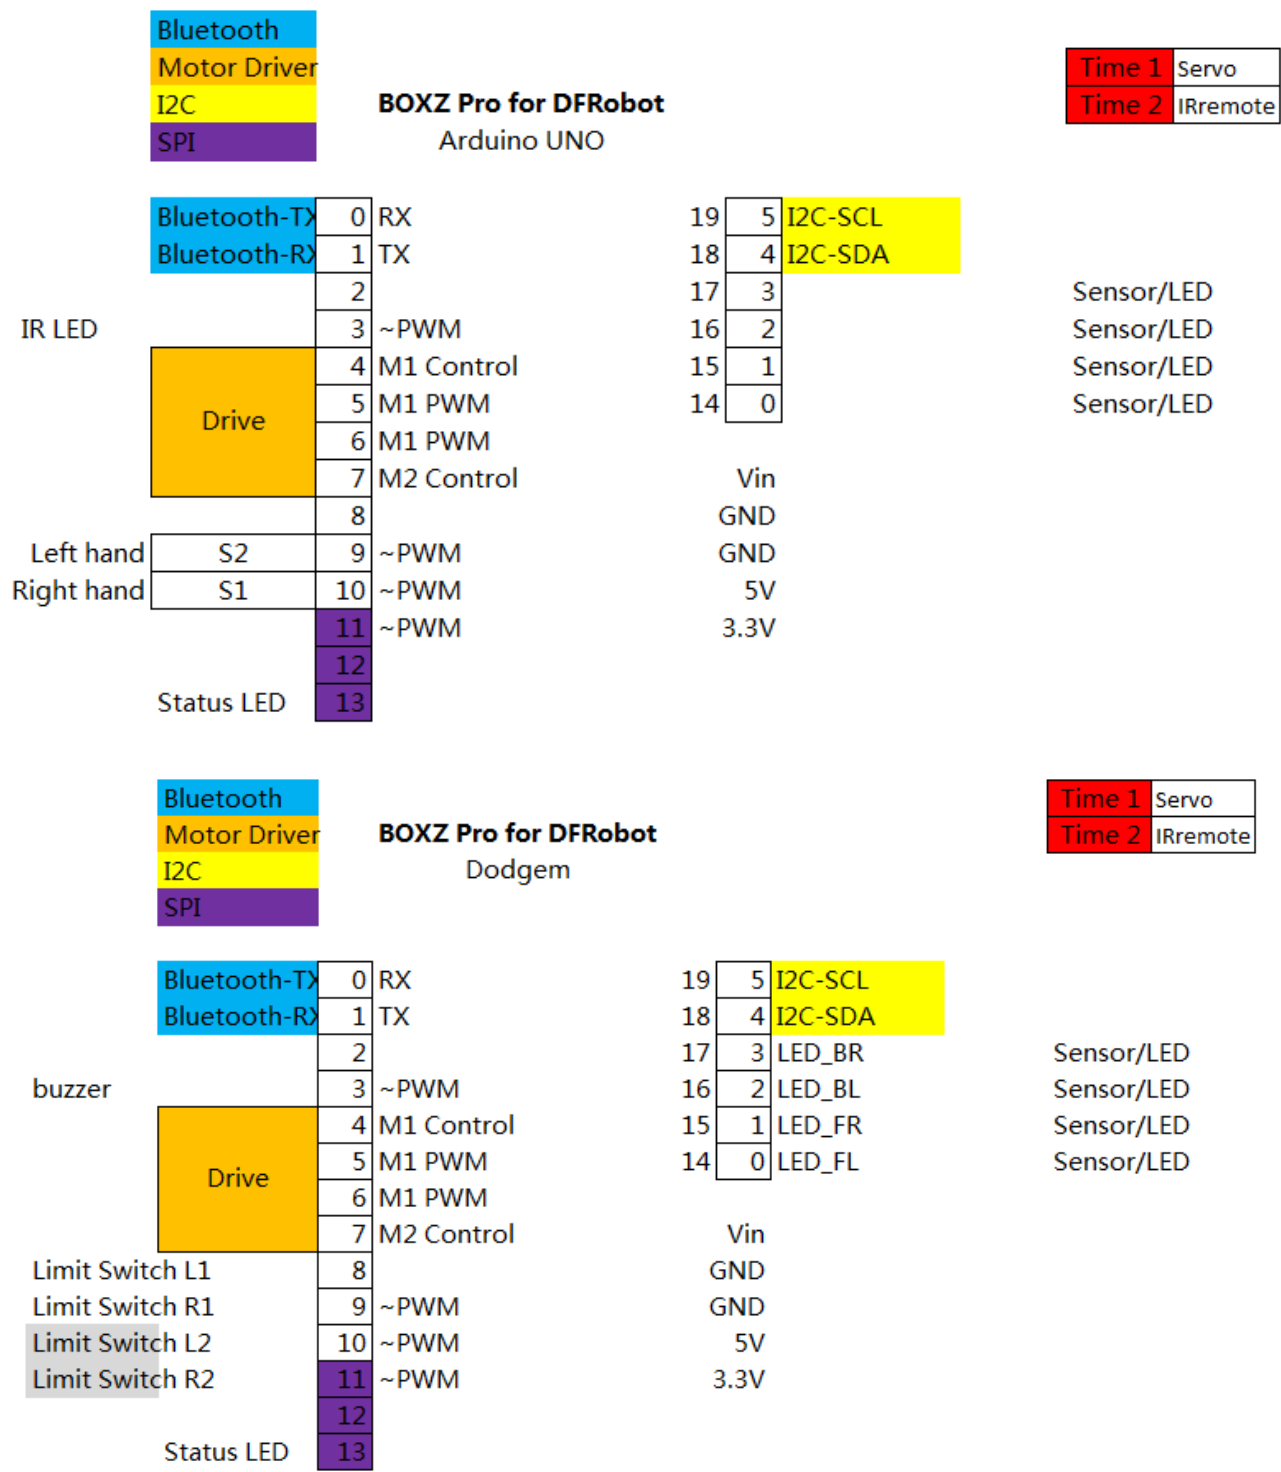 Bluetooth
Motor Driver
I2C
SPI
BOXZ Pro for DFRobot
Arduino UNO
Time 1 Servo
Time 2 IRremote
Bluetooth-TX 0 RX 19 5 I2C-SCL
Bluetooth-RX 1 TX 18 4 I2C-SDA
2 17 3 Sensor/LED
IR LED 3 ~PWM 16 2 Sensor/LED
4 M1 Control 15 1 Sensor/LED
Drive
5 M1 PWM 14 0 Sensor/LED
6 M1 PWM
7 M2 Control Vin
8 GND
Left hand S2 9 ~PWM GND
Right hand S1 10 ~PWM 5V
11 ~PWM 3.3V
12
Status LED 13
Bluetooth
Motor Driver
I2C
SPI
BOXZ Pro for DFRobot
Dodgem
Time 1 Servo
Time 2 IRremote
Bluetooth-TX 0 RX 19 5 I2C-SCL
Bluetooth-RX 1 TX 18 4 I2C-SDA
2 17 3 LED_BR Sensor/LED
buzzer 3 ~PWM 16 2 LED_BL Sensor/LED
4 M1 Control 15 1 LED_FR Sensor/LED
Drive
5 M1 PWM 14 0 LED_FL Sensor/LED
6 M1 PWM
7 M2 Control Vin
Limit Switch L1 8 GND
Limit Switch R1 9 ~PWM GND
Limit Switch L2 10 ~PWM 5V
Limit Switch R2 11 ~PWM 3.3V
12
Status LED 13